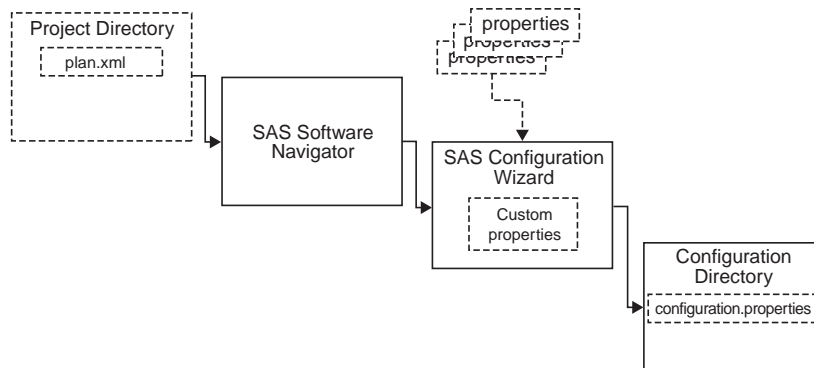 Project Directory
plan.xml
properties
properties
properties
SAS Software
Navigator
SAS Configuration
Wizard
Custom
properties
Configuration
Directory
configuration.properties